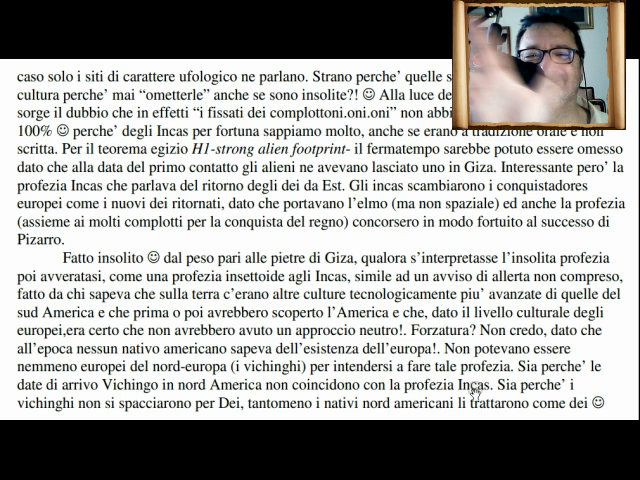 caso solo i siti di carattere ufologico ne parlano. Strano perche' quelle s
cultura perche' mai “ometterle” anche se sono insolite?! ☺ Alla luce de
sorge il dubbio che in effetti “i fissati dei complottoni.oni.oni” non abbi
100% ☺ perche' degli Incas per fortuna sappiamo molto, anche se erano a tradizione orale e non
scritta. Per il teorema egizio H1-strong alien footprint- il fermatempo sarebbe potuto essere omesso
dato che alla data del primo contatto gli alieni ne avevano lasciato uno in Giza. Interessante pero' la
profezia Incas che parlava del ritorno degli dei da Est. Gli incas scambiarono i conquistadores
europei come i nuovi dei ritornati, dato che portavano l'elmo (ma non spaziale) ed anche la profezia
(assieme ai molti complotti per la conquista del regno) concorsero in modo fortuito al successo di
Pizarro.
Fatto insolito ☺ dal peso pari alle pietre di Giza, qualora s'interpretasse l'insolita profezia
poi avveratasi, come una profezia insettoide agli Incas, simile ad un avviso di allerta non compreso,
fatto da chi sapeva che sulla terra c'erano altre culture tecnologicamente piu' avanzate di quelle del
sud America e che prima o poi avrebbero scoperto l'America e che, dato il livello culturale degli
europei,era certo che non avrebbero avuto un approccio neutro!. Forzatura? Non credo, dato che
all'epoca nessun nativo americano sapeva dell'esistenza dell'europa!. Non potevano essere
nemmeno europei del nord-europa (i vichinghi) per intendersi a fare tale profezia. Sia perche' le
date di arrivo Vichingo in nord America non coincidono con la profezia Incas. Sia perche' i
vichinghi non si spacciarono per Dei, tantomeno i nativi nord americani li trattarono come dei ☺